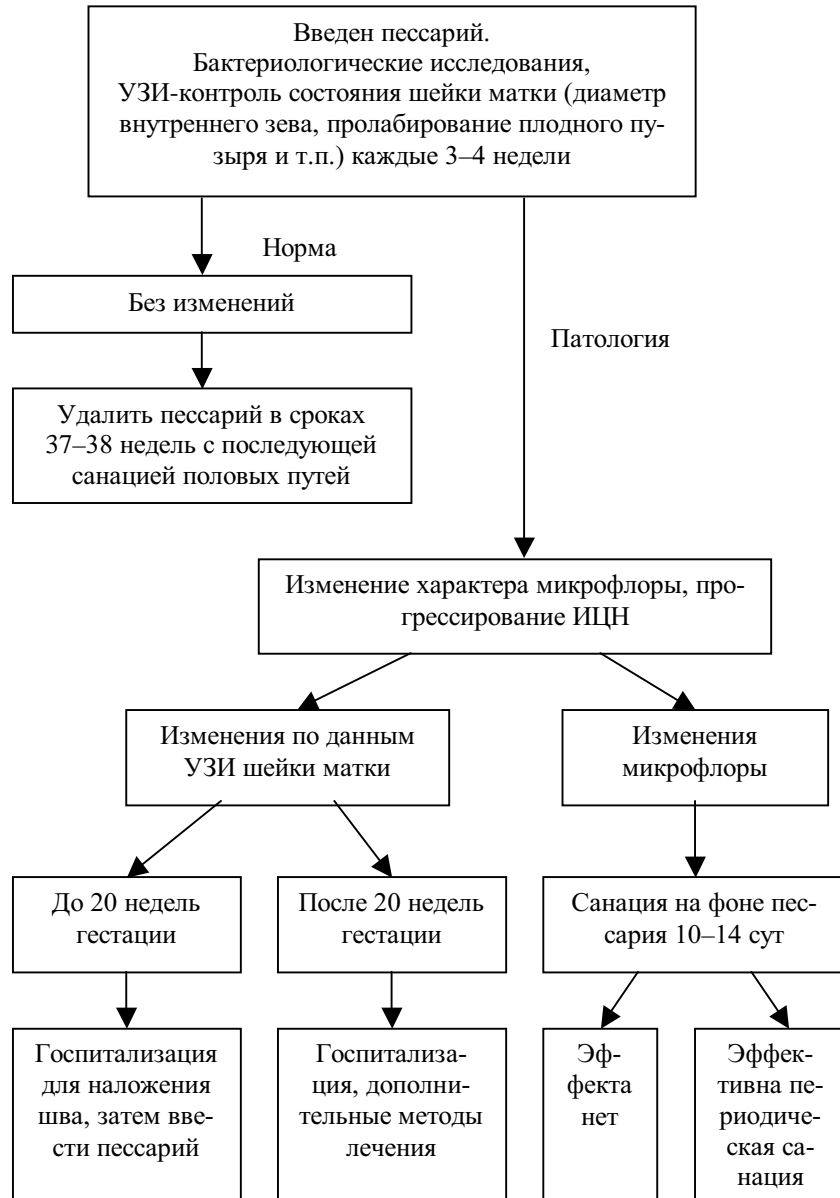 Введен пессарий.
Бактериологические исследования,
УЗИ-контроль состояния шейки матки (диаметр
внутреннего зева, пролабирование плодного пу-
зыря и т.п.) каждые 3–4 недели
Норма
Без изменений
Патология
Удалить пессарий в сроках
37–38 недель с последующей
санацией половых путей
Изменение характера микрофлоры, про-
грессирование ИЦН
Изменения по данным
УЗИ шейки матки
Изменения
микрофлоры
До 20 недель
гестации
После 20 недель
гестации
Санация на фоне пес-
сария 10–14 сут
Госпитализация
для наложения
шва, затем вве-
сти пессарий
Госпитализа-
ция, дополни-
тельные методы
лечения
Эф-
фекта
нет
Эффек-
тивна пе-
риодиче-
ская са-
нация